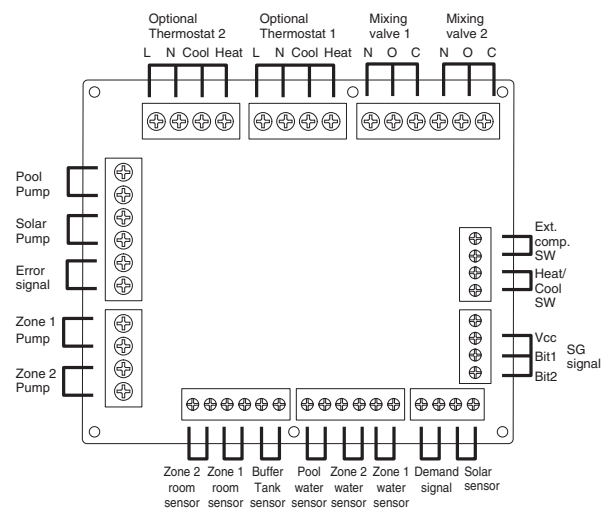 Optional Optional Mixing Mixing
Thermostat 2 Thermostat 1 valve 1 valve 2
L N Cool Heat L N Cool Heat N O C N O C
Pool
Pump
Solar
Pump
Error
signal
Zone 1
Pump
Zone 2
Pump
Ext.
comp.
SW
Heat/
Cool
SW
Vcc
Bit1
Bit2
SG
signal
Zone 2 Zone 1 Buffer Pool Zone 2 Zone 1 Demand Solar
room room Tank water water water signal sensor
sensor sensor sensor sensor sensor sensor